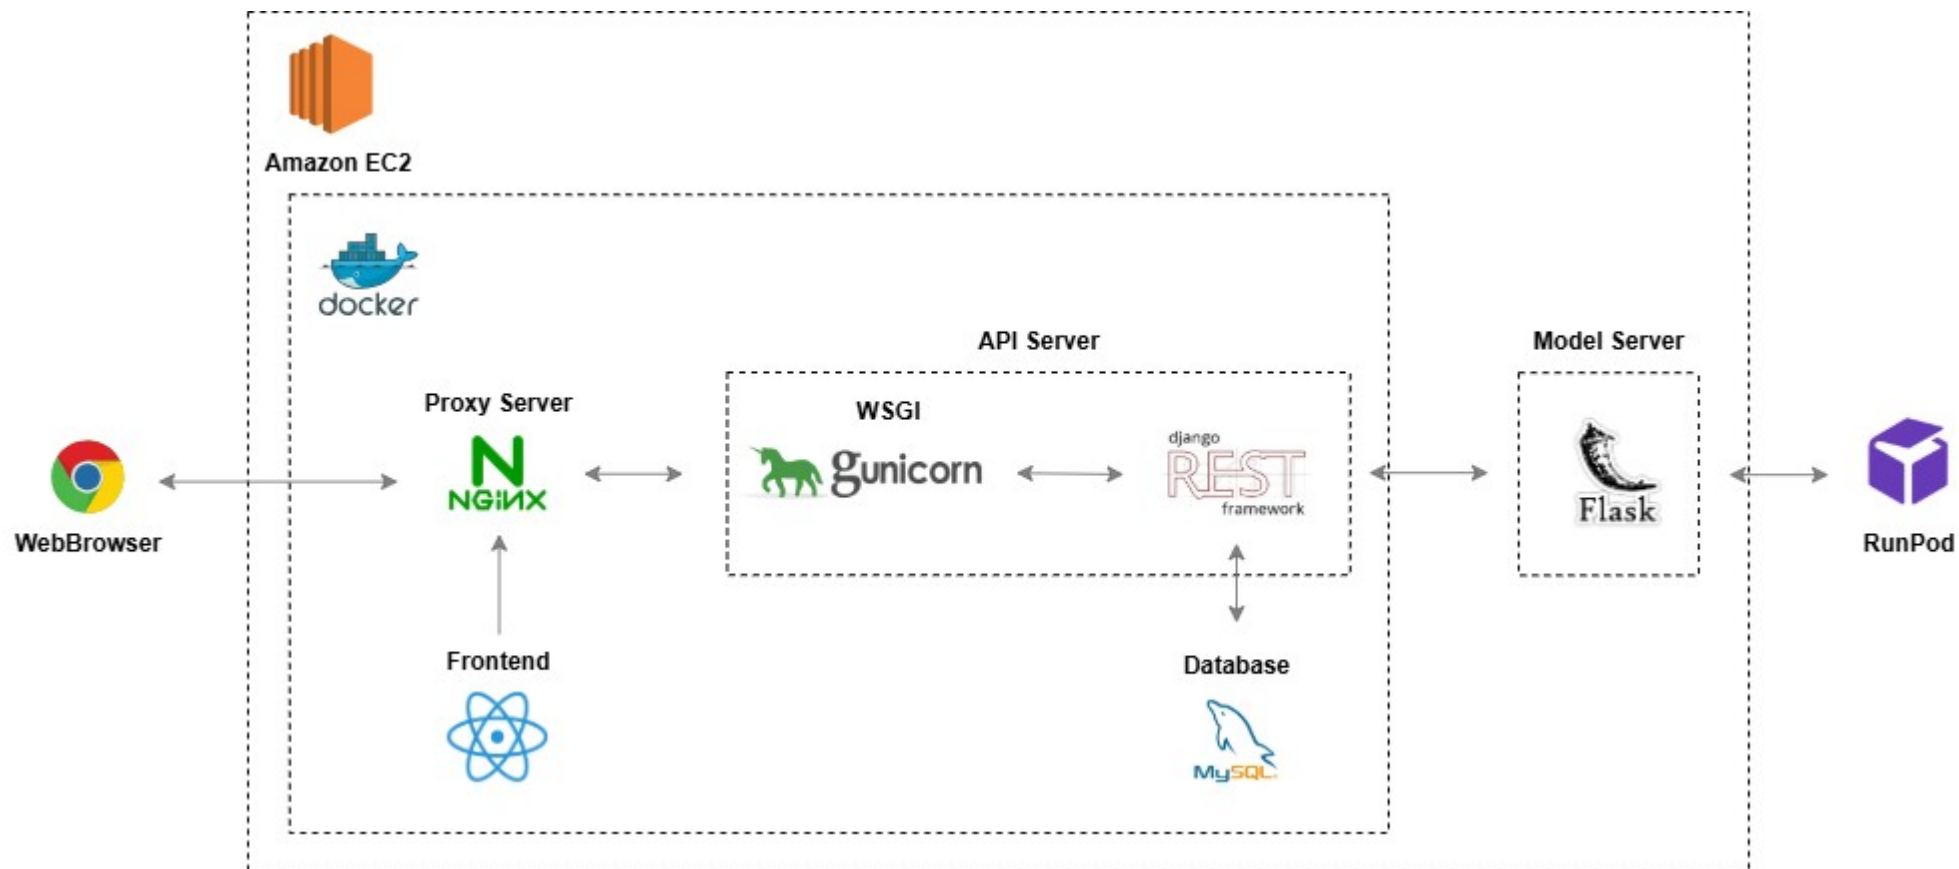 Amazon EC2
docker
API Server
Model Server
Proxy Server
WSGI
NGINX
gunicorn
django
REST
framework
Flask
WebBrowser
RunPod
Frontend
Database
MySQL